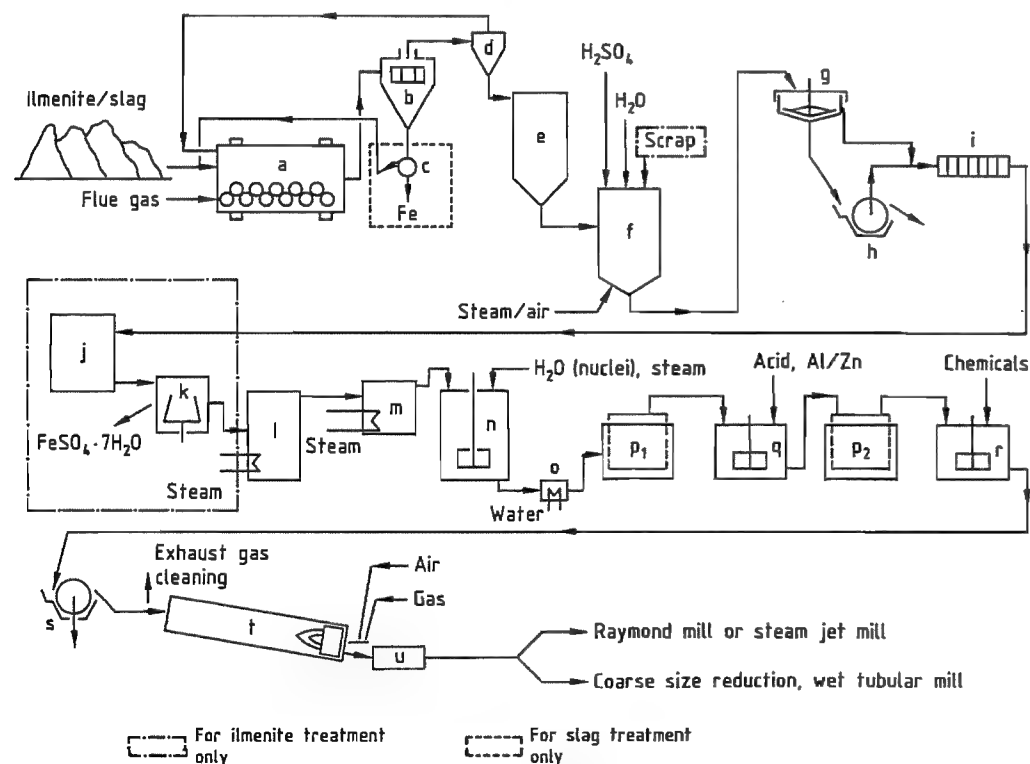 d
H₂SO₄
g
b
H₂O
ilmenite/slag
e
Scrap
i
a
c
Flue gas
Fe
f
h
Steam/air
j
H₂O (nuclei), steam
Acid, Al/Zn
Chemicals
k
m
n
l
p₁
q
p₂
r
FeSO₄·7H₂O
Steam
o
Steam
Water
Exhaust gas
cleaning
Air
Gas
s
t
u
Raymond mill or steam jet mill
Coarse size reduction, wet tubular mill
For ilmenite treatment
only
For slag treatment
only